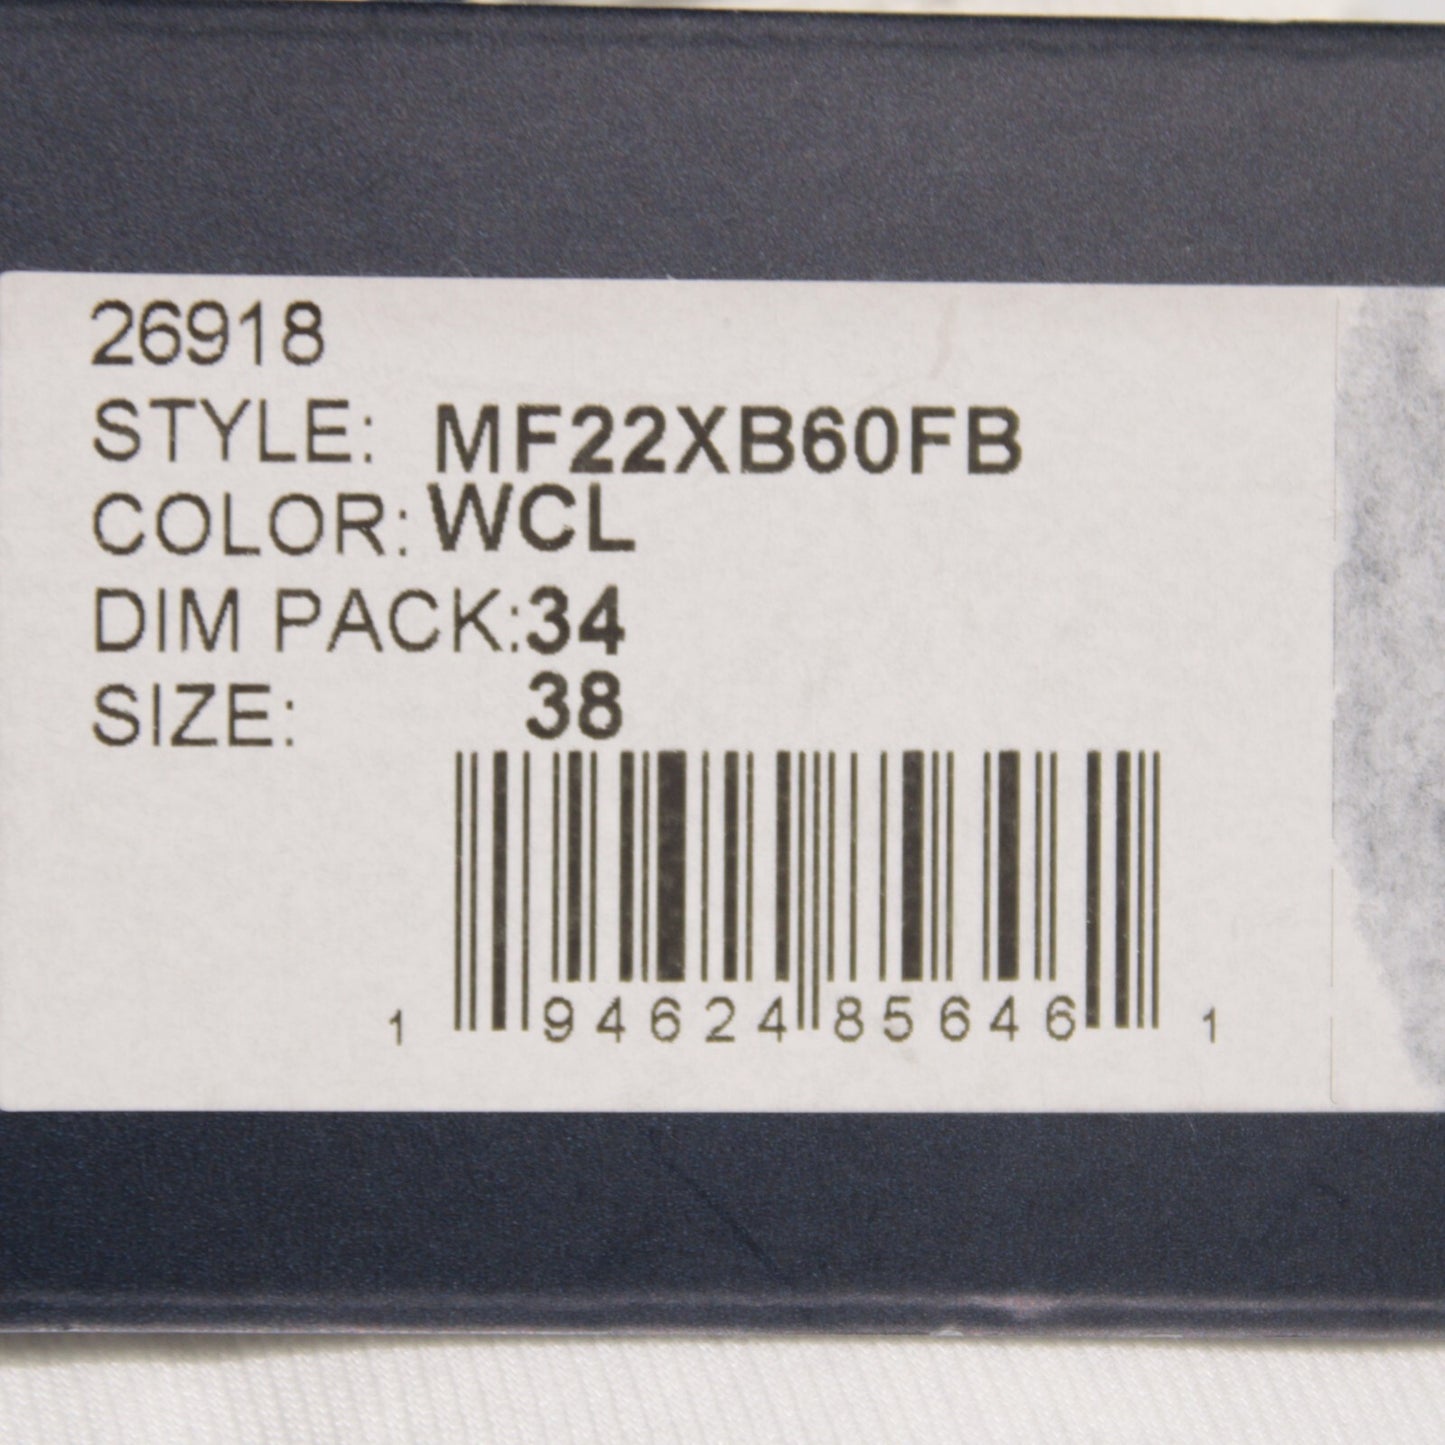 26918
STYLE: MF22XB60FB
COLOR: WCL
DIM PACK: 34
SIZE: 38
1 94624 85646 1